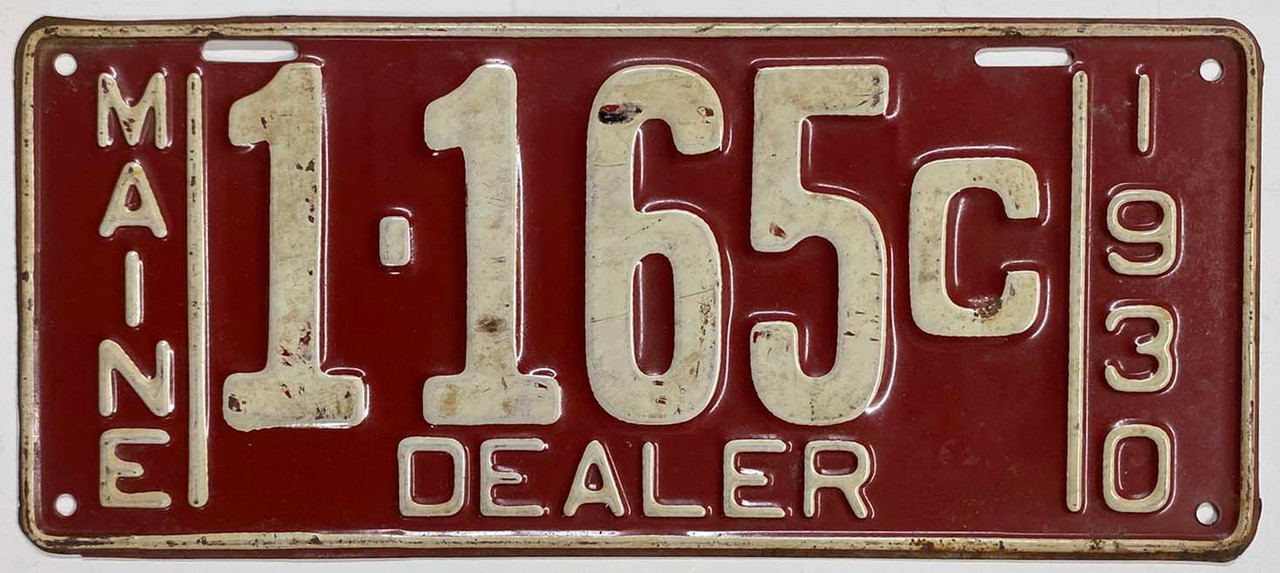 MAINE
1·165C
DEALER
1930